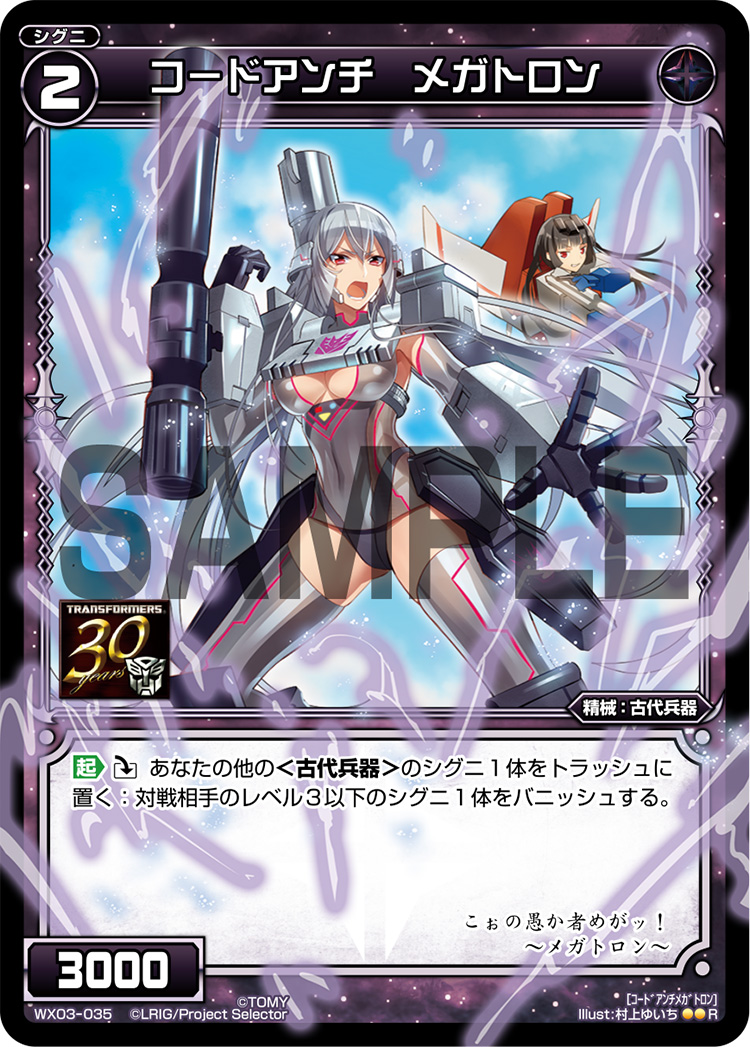 シグニ
2
コードアンチ　メガトロン
SAMPLE
TRANSFORMERS
30
years
精械：古代兵器
起 あなたの他の＜古代兵器＞のシグニ１体をトラッシュに
置く：対戦相手のレベル３以下のシグニ１体をバニッシュする。
こぉの愚か者めがッ！
～メガトロン～
3000
©TOMY
[コードアンチメガトロン]
WX03-035 ©LRIG/Project Selector
Illust:村上ゆいち R